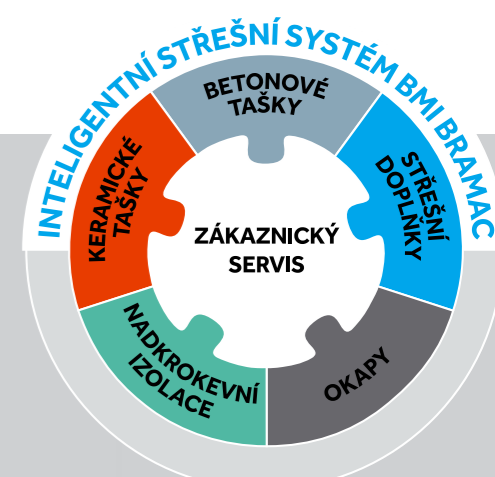 INTELIGENTNÍ STŘEŠNÍ SYSTÉM BMI BRAMAC
BETONOVÉ
TAŠKY
STŘEŠNÍ
DOPLŇKY
OKAPY
NADKROKEVNÍ
IZOLACE
KERAMICKÉ
TAŠKY
ZÁKAZNICKÝ
SERVIS